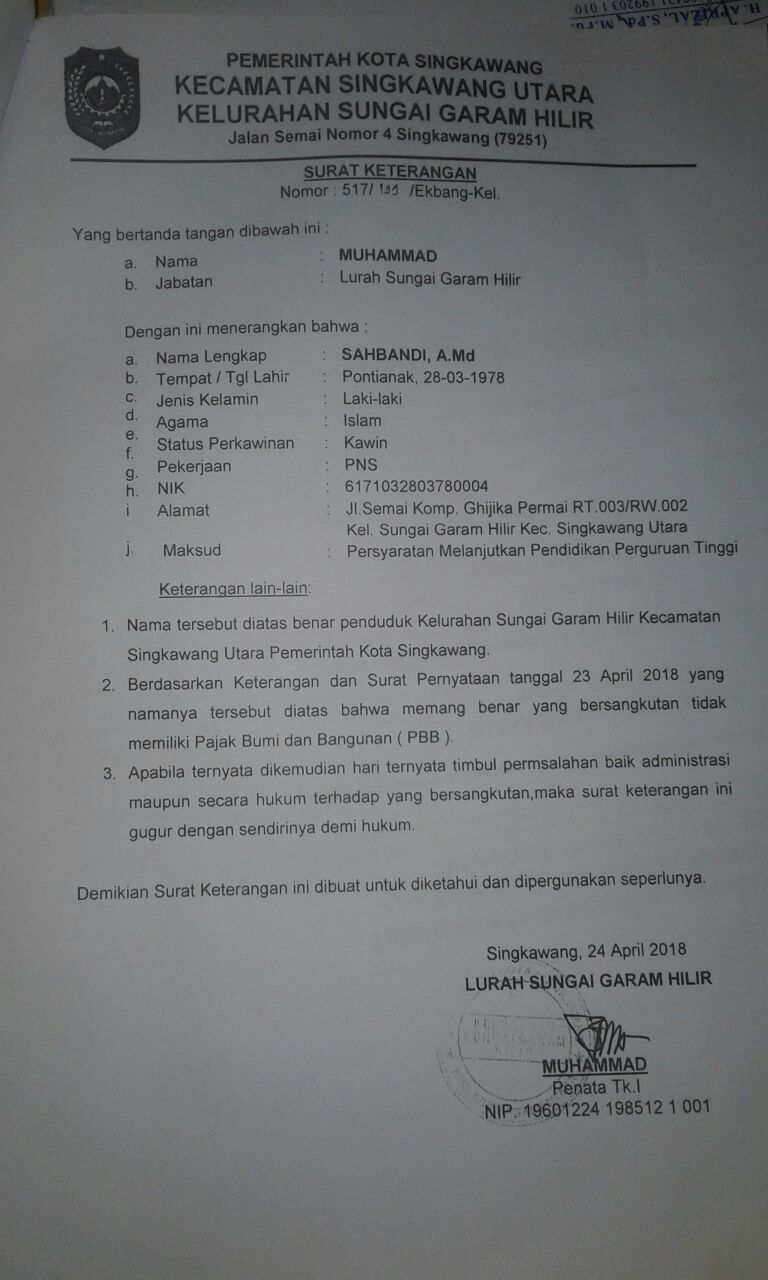 H. APRIZAL, S.Pd, M.
199203 1 010
PEMERINTAH KOTA SINGKAWANG
KECAMATAN SINGKAWANG UTARA
KELURAHAN SUNGAI GARAM HILIR
Jalan Semai Nomor 4 Singkawang (79251)
SURAT KETERANGAN
Nomor : 517/ /Ekbang-Kel.
Yang bertanda tangan dibawah ini :
a. Nama : MUHAMMAD
b. Jabatan : Lurah Sungai Garam Hilir
Dengan ini menerangkan bahwa :
a. Nama Lengkap : SAHBANDI, A.Md
b. Tempat / Tgl Lahir : Pontianak, 28-03-1978
c. Jenis Kelamin : Laki-laki
d. Agama : Islam
e. Status Perkawinan : Kawin
f. Pekerjaan : PNS
g. NIK : 6171032803780004
h. Alamat : Jl.Semai Komp. Ghijika Permai RT.003/RW.002
i Kel. Sungai Garam Hilir Kec. Singkawang Utara
j. Maksud : Persyaratan Melanjutkan Pendidikan Perguruan Tinggi
Keterangan lain-lain:
1. Nama tersebut diatas benar penduduk Kelurahan Sungai Garam Hilir Kecamatan
Singkawang Utara Pemerintah Kota Singkawang.
2. Berdasarkan Keterangan dan Surat Pernyataan tanggal 23 April 2018 yang
namanya tersebut diatas bahwa memang benar yang bersangkutan tidak
memiliki Pajak Bumi dan Bangunan ( PBB ).
3. Apabila ternyata dikemudian hari ternyata timbul permsalahan baik administrasi
maupun secara hukum terhadap yang bersangkutan,maka surat keterangan ini
gugur dengan sendirinya demi hukum.
Demikian Surat Keterangan ini dibuat untuk diketahui dan dipergunakan seperlunya.
Singkawang, 24 April 2018
LURAH SUNGAI GARAM HILIR
MUHAMMAD
Penata Tk.I
NIP. 19601224 198512 1 001